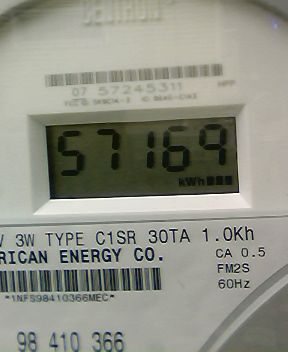 CENTRON®
07 57245311
57169
kWh
V 3W TYPE C1SR 30TA 1.0Kh
RICAN ENERGY CO.
CA 0.5
FM2S
60Hz
*1NFS98410366MEC*
98 410 366